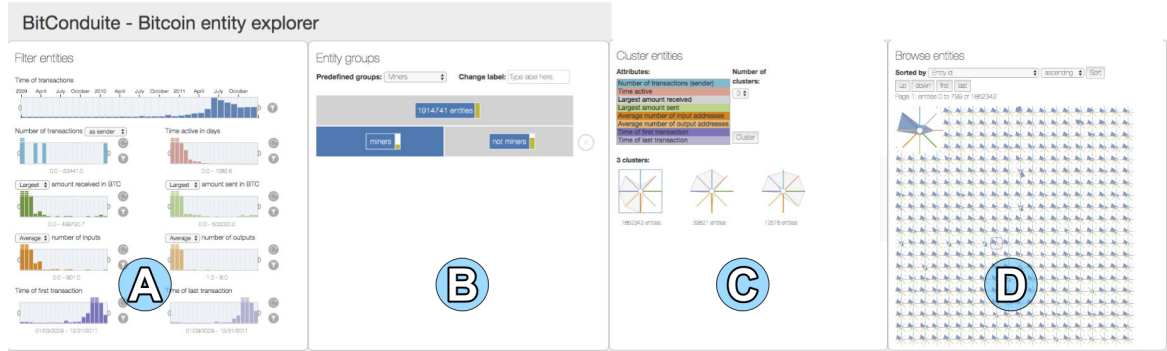 BitConduite - Bitcoin entity explorer
Filter entities
Time of transactions
2009 April July October 2010 April July October 2011 April July October
Number of transactions as sender
Time active in days
0.0 - 53441.0
0.0 - 1089.6
Largest amount received in BTC
Largest amount sent in BTC
0.0 - 500000.0
Average number of inputs
Average number of outputs
0.0 - 901.0
1.0 - 6.0
Time of first transaction
Time of last transaction
01/03/2009 - 12/31/2011
01/09/2009 - 12/31/2011
A
Entity groups
Predefined groups: Miners
Change label: Type label here.
1914741 entities
miners
not miners
B
Cluster entities
Attributes:
Number of transactions (sender)
Time active
Largest amount received
Largest amount sent
Average number of input addresses
Average number of output addresses
Time of first transaction
Time of last transaction
Number of
clusters:
3
Cluster
3 clusters:
1862342 entities
39821 entities
12578 entities
C
Browse entities
Sorted by Entity id ascending Sort
up down first last
Page 1: entities 0 to 799 of 1862342
D